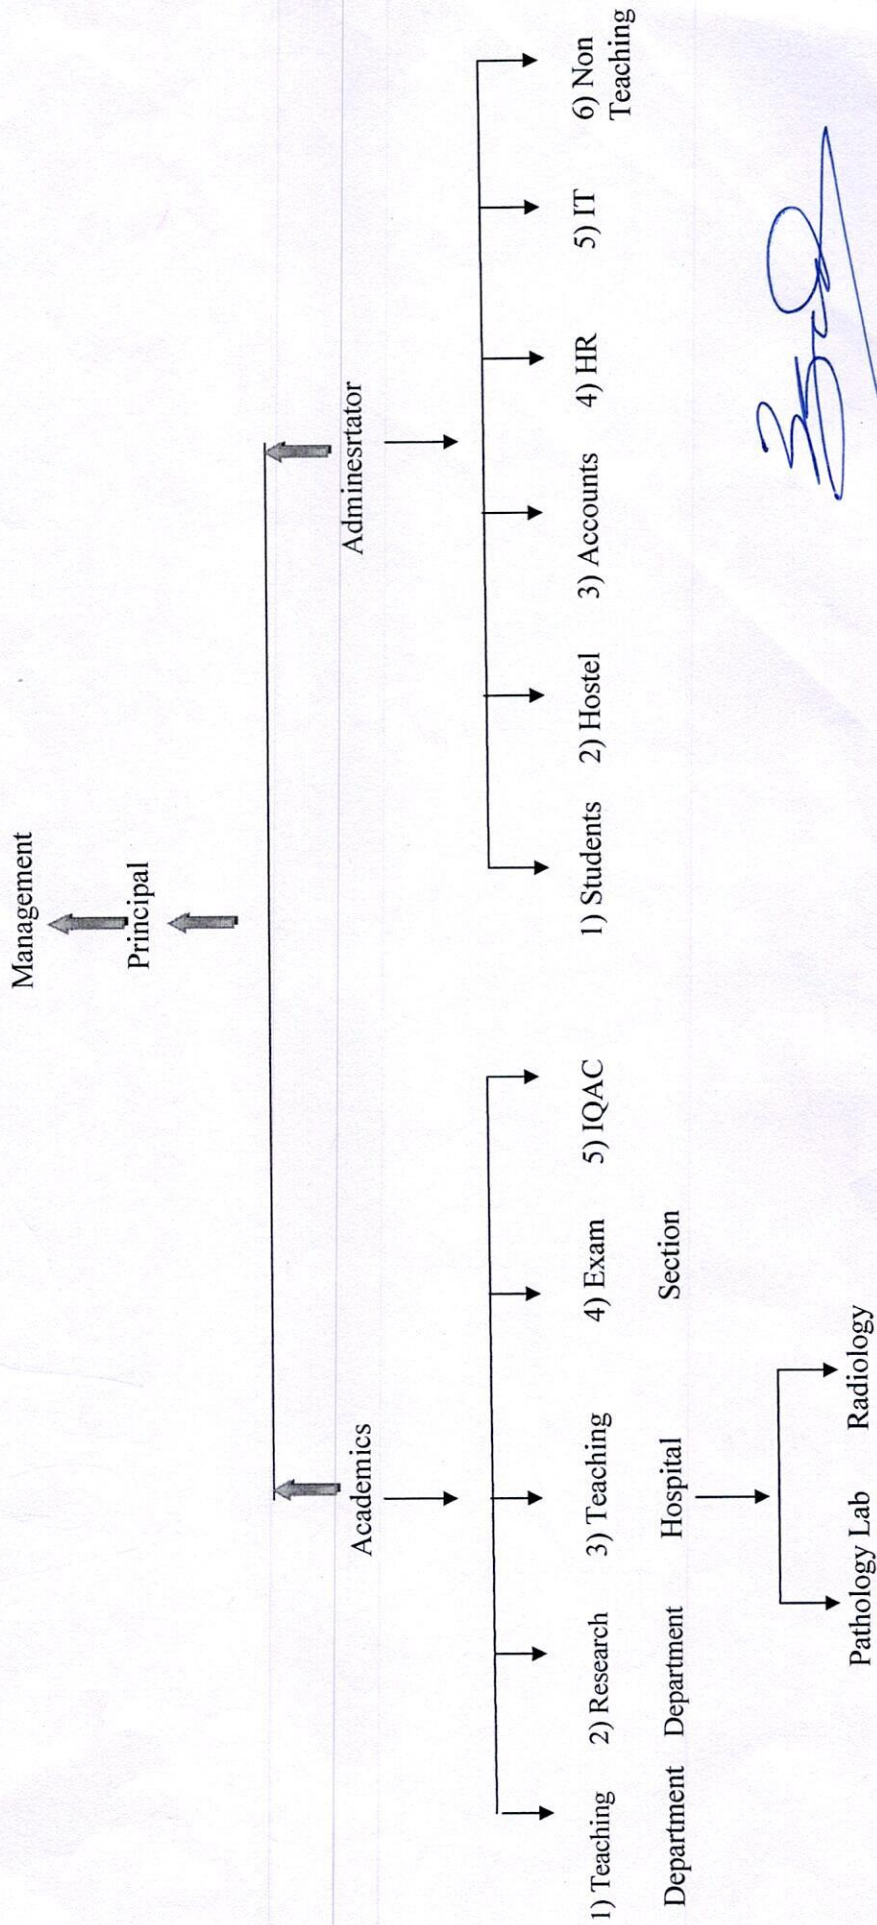 Management
Principal
Academics
Adminesrtator
1) Teaching 2) Research 3) Teaching 4) Exam 5) IQAC
Department Department Hospital Section
1) Students 2) Hostel 3) Accounts 4) HR 5) IT 6) Non
Teaching
Pathology Lab Radiology